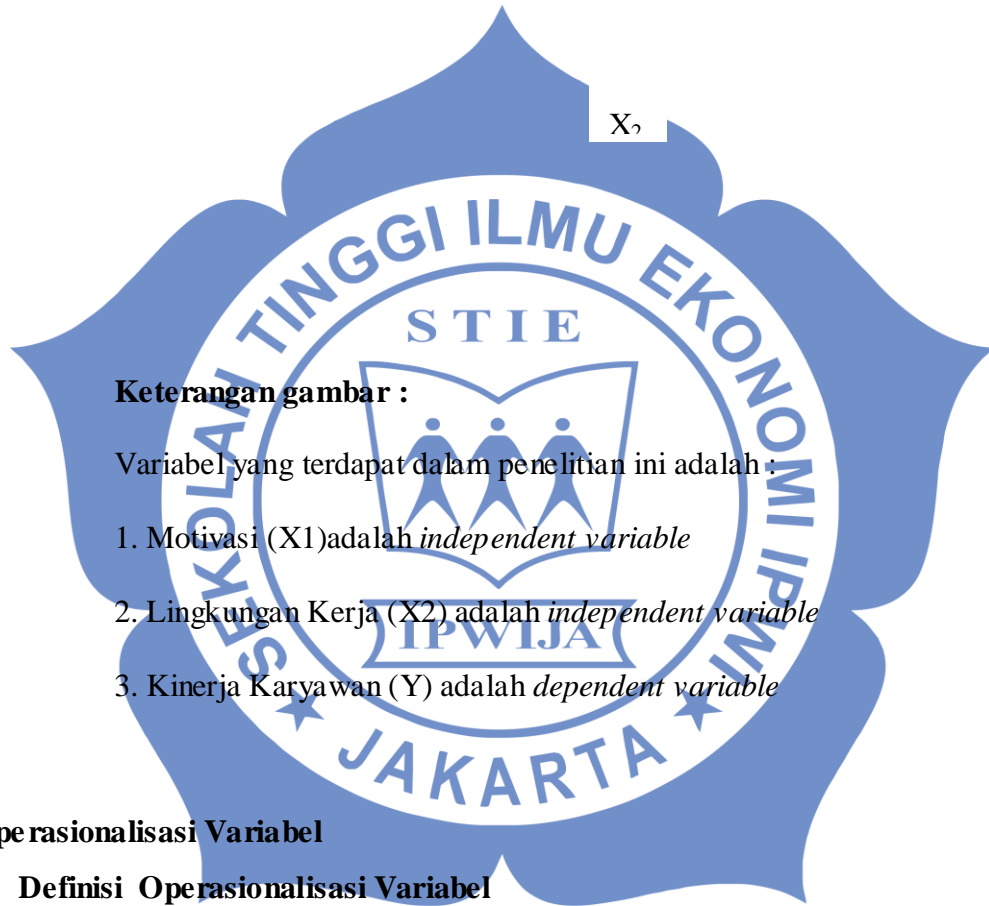 X₂
SEKOLAH TINGGI ILMU EKONOMI IPWI
STIE
Keterangan gambar :
Variabel yang terdapat dalam penelitian ini adalah :
1. Motivasi (X1)adalah independent variable
2. Lingkungan Kerja (X2) adalah independent variable
IPWIJA
3. Kinerja Karyawan (Y) adalah dependent variable
★ JAKARTA ★
perasionalisasi Variabel
Definisi Operasionalisasi Variabel